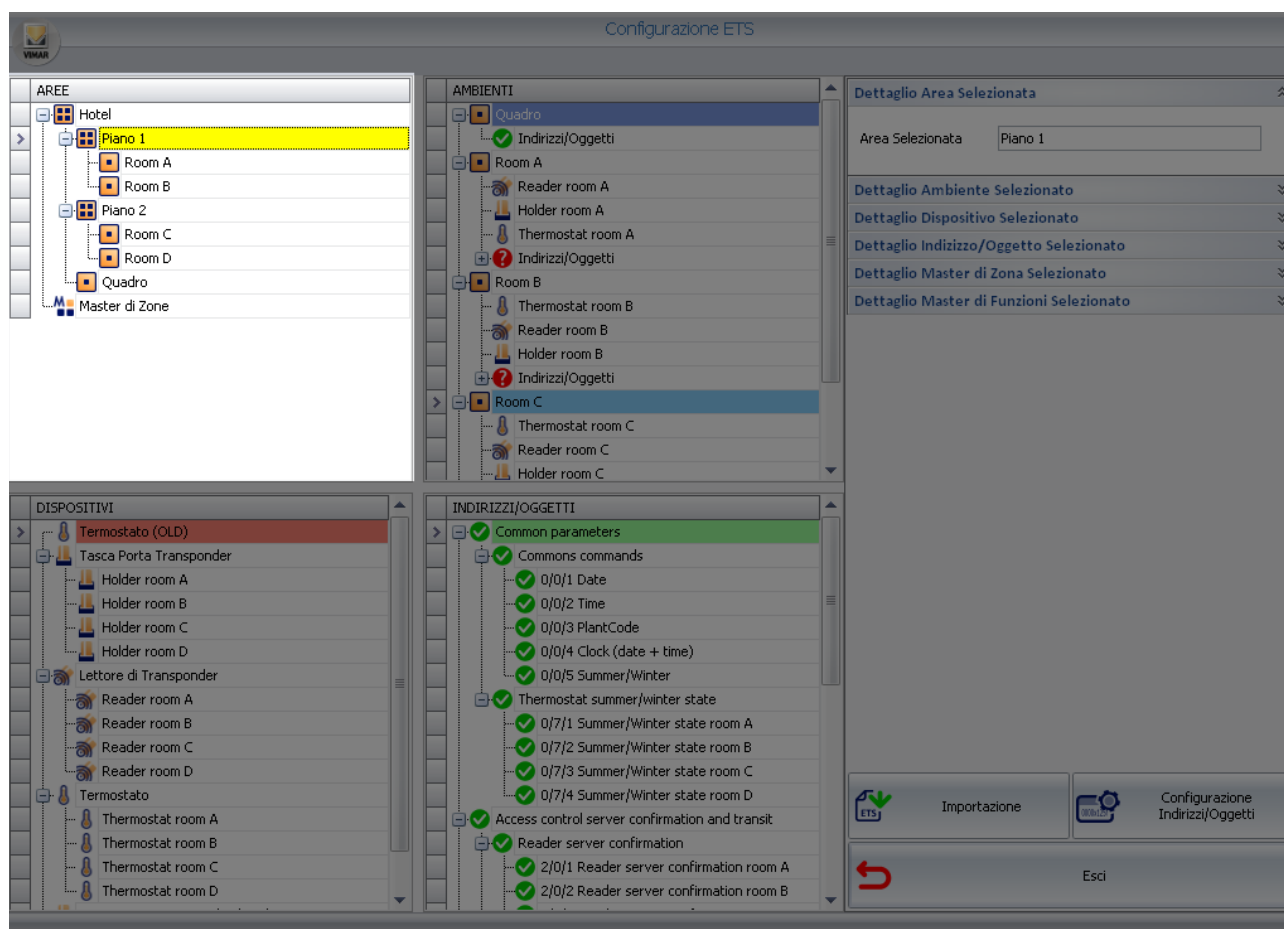 Configurazione ETS
VIMAR
AREE
Hotel
Piano 1
Room A
Room B
Piano 2
Room C
Room D
Quadro
Master di Zone
AMBIENTI
Quadro
Indirizzi/Oggetti
Room A
Reader room A
Holder room A
Thermostat room A
Indirizzi/Oggetti
Room B
Thermostat room B
Reader room B
Holder room B
Indirizzi/Oggetti
Room C
Thermostat room C
Reader room C
Holder room C
Dettaglio Area Selezionata
Area Selezionata Piano 1
Dettaglio Ambiente Selezionato
Dettaglio Dispositivo Selezionato
Dettaglio Indizizzo/Oggetto Selezionato
Dettaglio Master di Zona Selezionato
Dettaglio Master di Funzioni Selezionato
DISPOSITIVI
Termostato (OLD)
Tasca Porta Transponder
Holder room A
Holder room B
Holder room C
Holder room D
Lettore di Transponder
Reader room A
Reader room B
Reader room C
Reader room D
Termostato
Thermostat room A
Thermostat room B
Thermostat room C
Thermostat room D
INDIRIZZI/OGGETTI
Common parameters
Commons commands
0/0/1 Date
0/0/2 Time
0/0/3 PlantCode
0/0/4 Clock (date + time)
0/0/5 Summer/Winter
Thermostat summer/winter state
0/7/1 Summer/Winter state room A
0/7/2 Summer/Winter state room B
0/7/3 Summer/Winter state room C
0/7/4 Summer/Winter state room D
Access control server confirmation and transit
Reader server confirmation
2/0/1 Reader server confirmation room A
2/0/2 Reader server confirmation room B
ETS
Importazione
Configurazione
Indirizzi/Oggetti
Esci